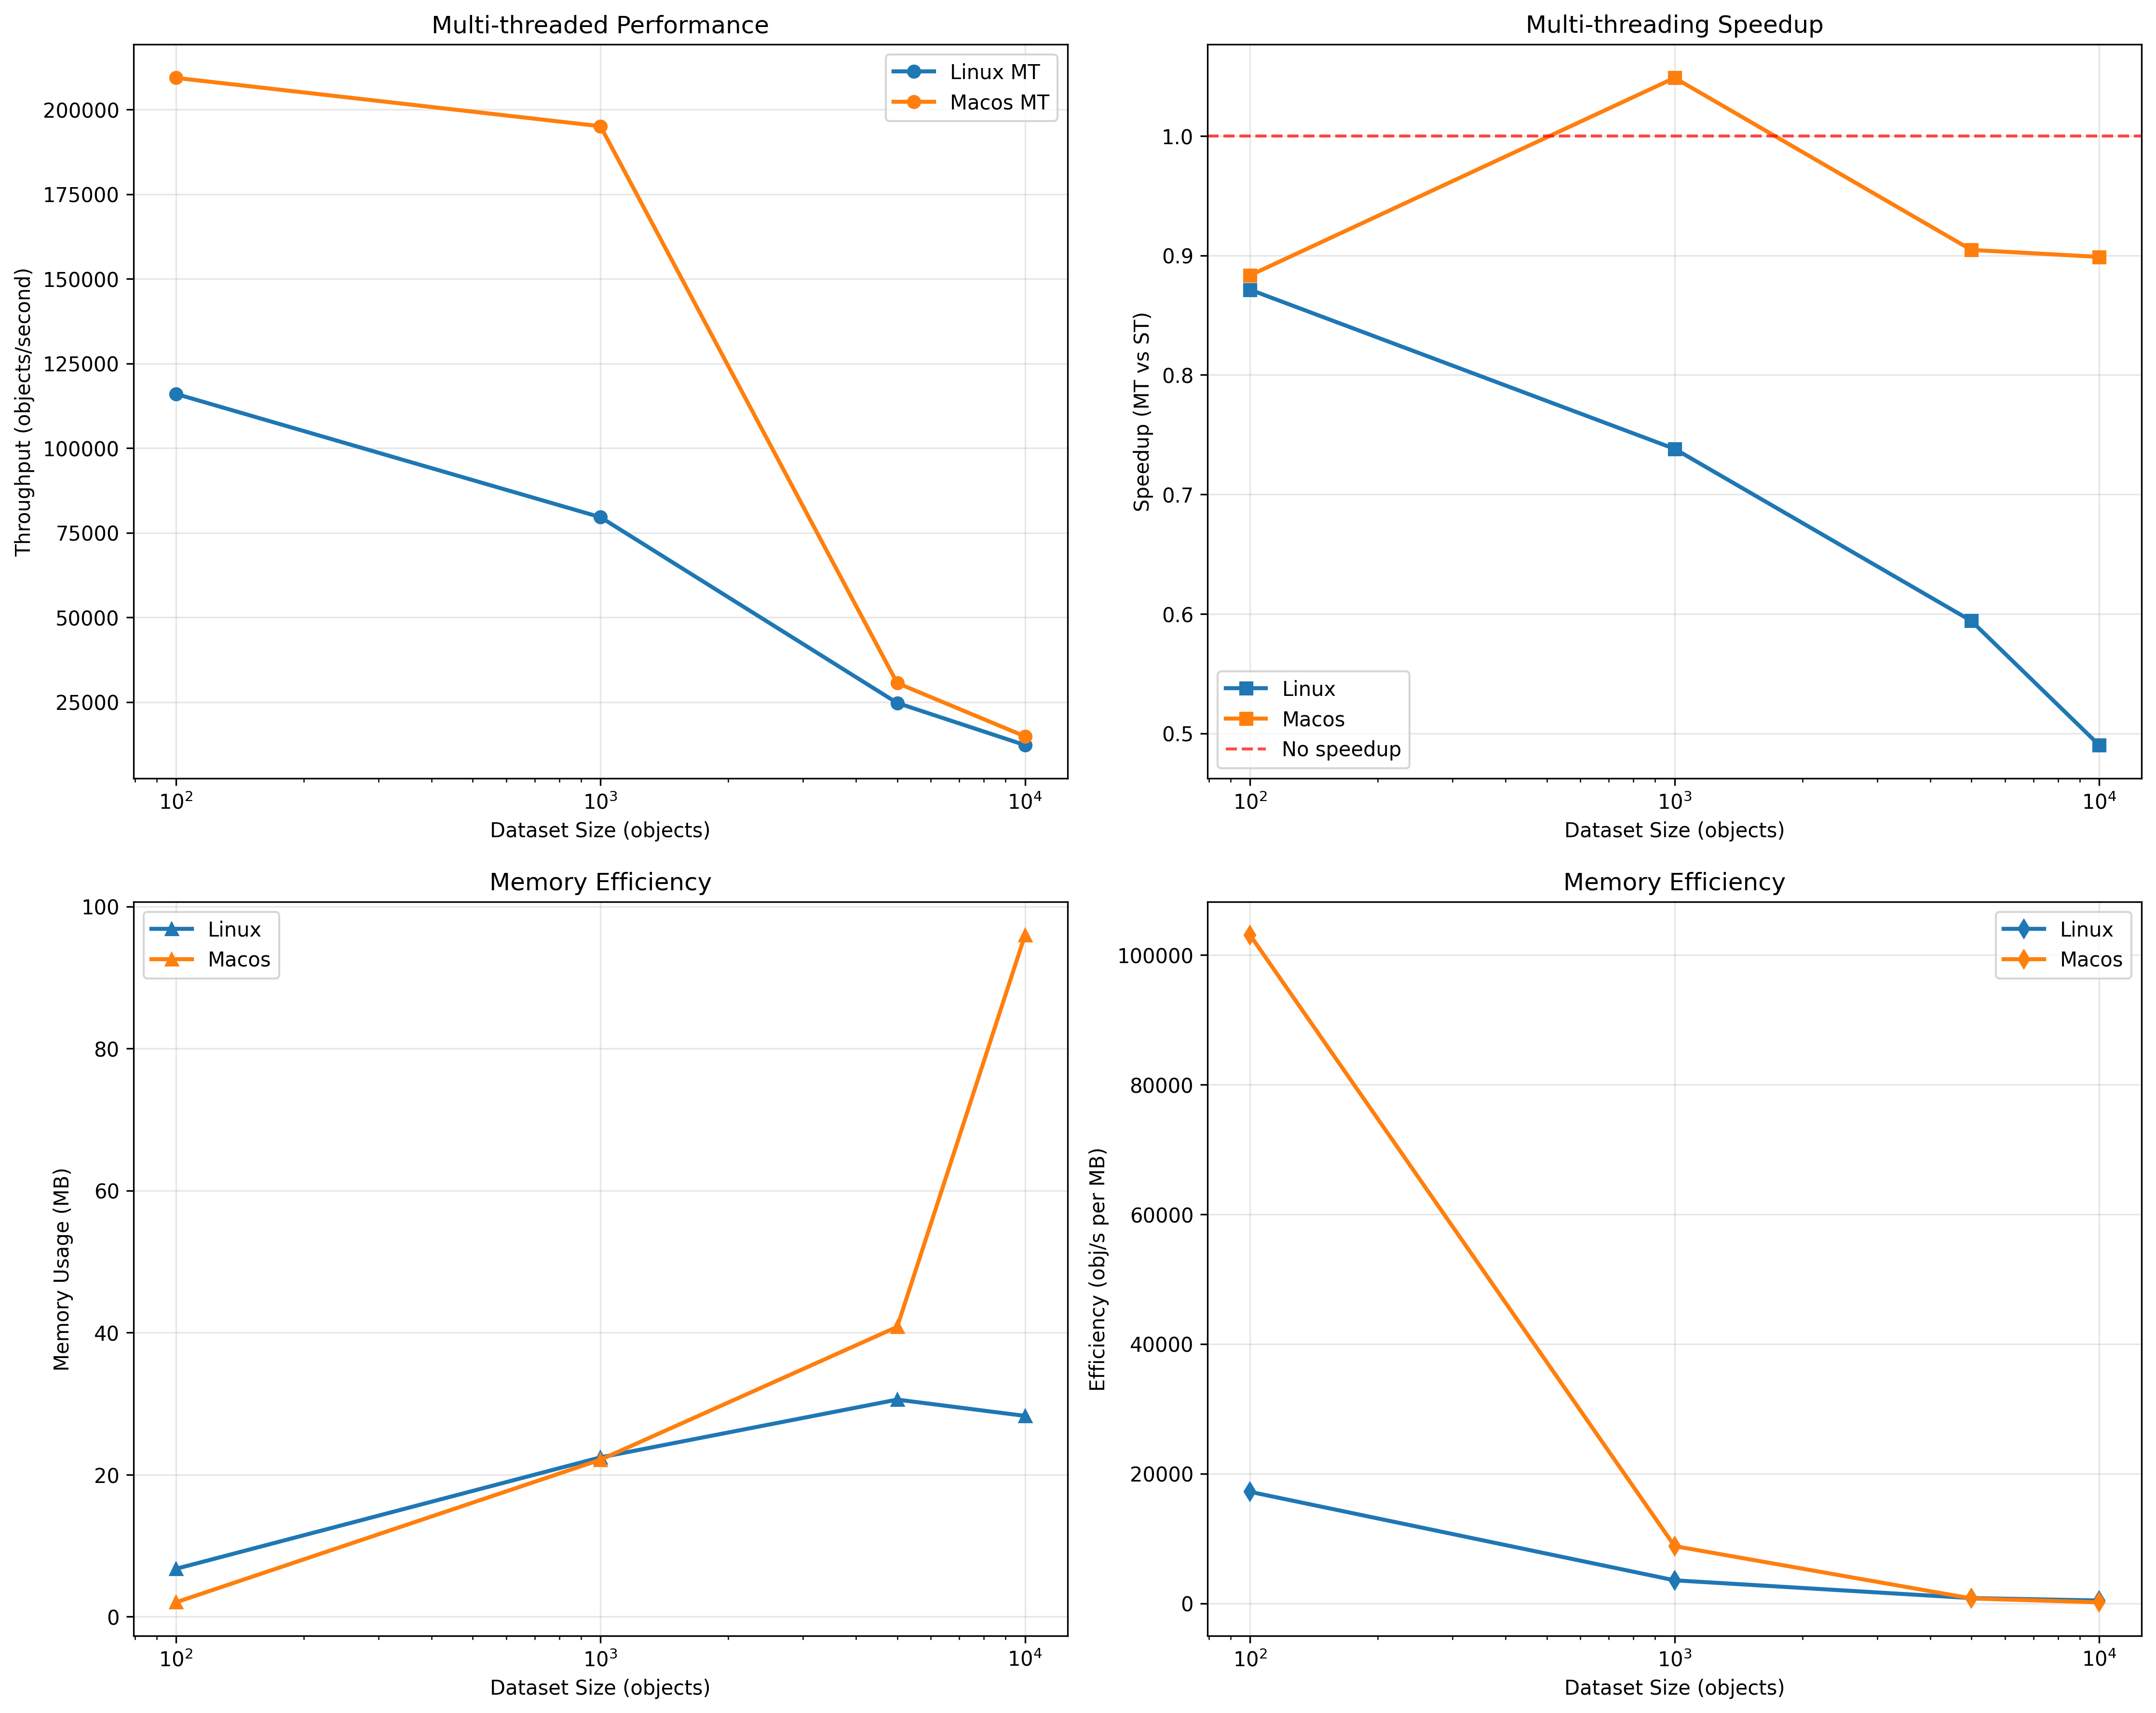 Multi-threaded Performance
Throughput (objects/second)
200000
175000
150000
125000
100000
75000
50000
25000
Linux MT
Macos MT
10²
10³
10⁴
Dataset Size (objects)
Multi-threading Speedup
Speedup (MT vs ST)
1.0
0.9
0.8
0.7
0.6
0.5
Linux
Macos
No speedup
10²
10³
10⁴
Dataset Size (objects)
Memory Efficiency
Memory Usage (MB)
100
80
60
40
20
0
Linux
Macos
10²
10³
10⁴
Dataset Size (objects)
Memory Efficiency
Efficiency (obj/s per MB)
100000
80000
60000
40000
20000
0
Linux
Macos
10²
10³
10⁴
Dataset Size (objects)